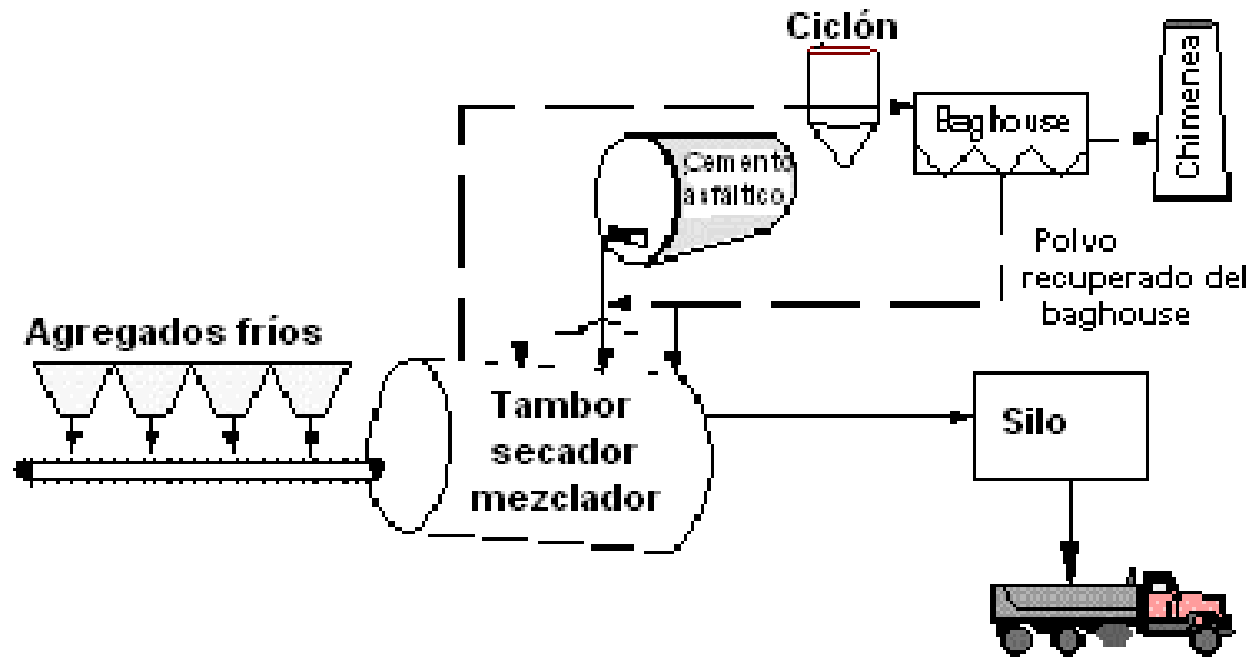 Ciclón
Baghouse
Chimenea
Cemento
asfáltico
Polvo
recuperado del
baghouse
Agregados fríos
Tambor
secador
mezclador
Silo